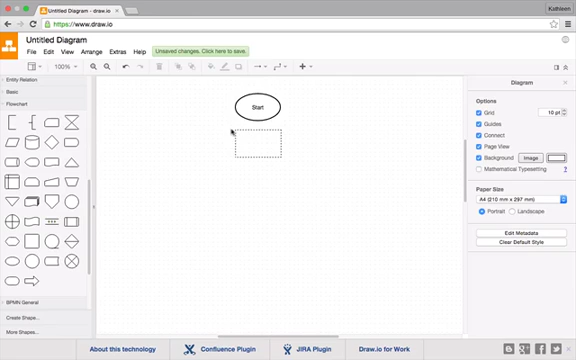 Untitled Diagram - draw.io
Kathleen
https://www.draw.io
Untitled Diagram
File Edit View Arrange Extras Help
Unsaved changes. Click here to save.
100%
Entity Relation
Basic
Flowchart
BPMN General
Create Shape...
More Shapes...
Start
Diagram
Options
Grid 10 pt
Guides
Connect
Page View
Background Image
Mathematical Typesetting ?
Paper Size
A4 (210 mm x 297 mm)
Portrait Landscape
Edit Metadata
Clear Default Style
About this technology Confluence Plugin JIRA Plugin Draw.io for Work